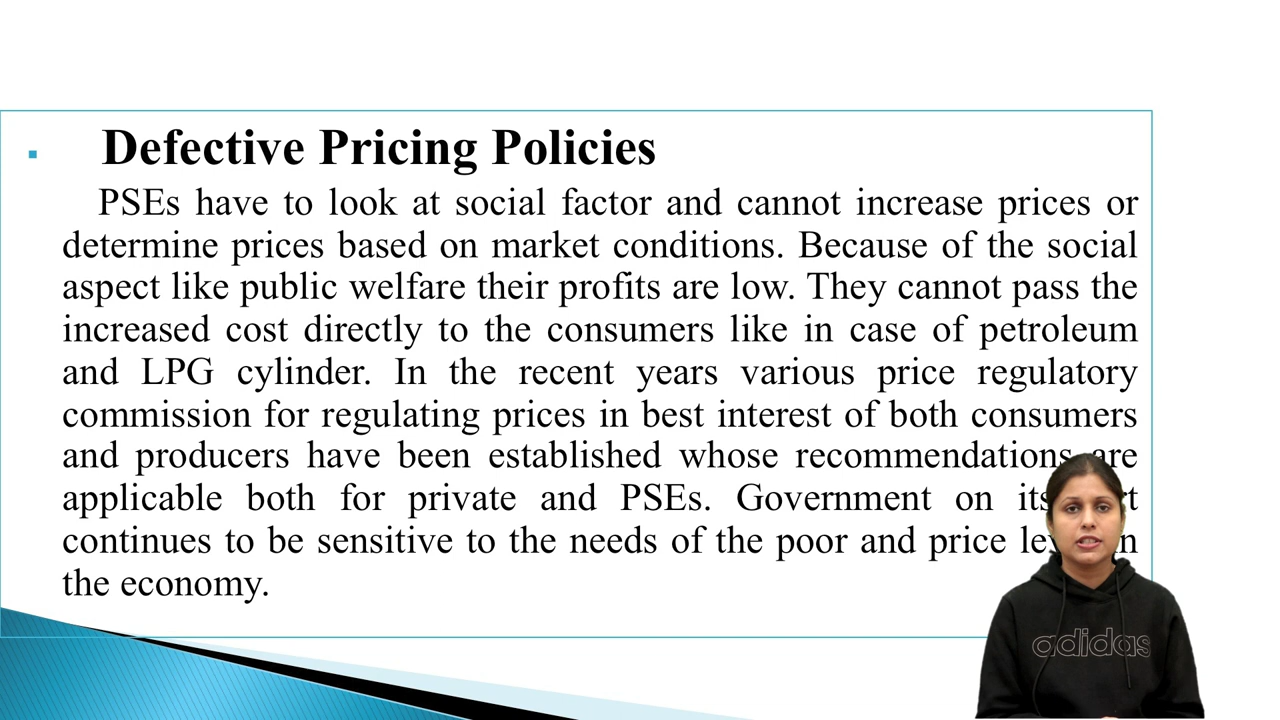 Defective Pricing Policies
PSEs have to look at social factor and cannot increase prices or
determine prices based on market conditions. Because of the social
aspect like public welfare their profits are low. They cannot pass the
increased cost directly to the consumers like in case of petroleum
and LPG cylinder. In the recent years various price regulatory
commission for regulating prices in best interest of both consumers
and producers have been established whose recommendations are
applicable both for private and PSEs. Government on its
continues to be sensitive to the needs of the poor and price
the economy.
adidas